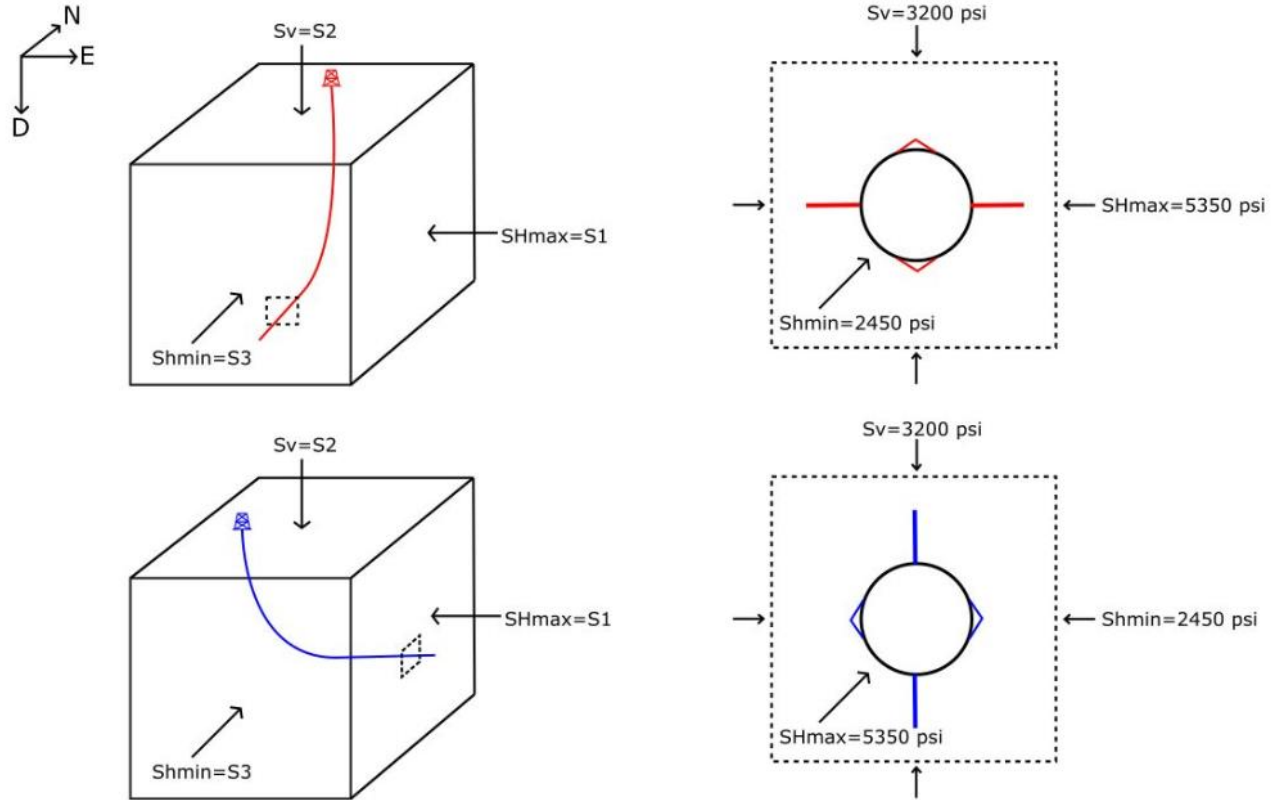 N
E
D
Sv=S2
SHmax=S1
Shmin=S3
Sv=3200 psi
SHmax=5350 psi
Shmin=2450 psi
Sv=S2
SHmax=S1
Shmin=S3
Sv=3200 psi
Shmin=2450 psi
SHmax=5350 psi